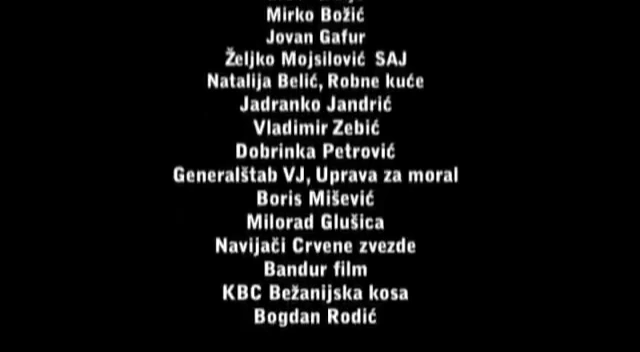 Mirko Božić
Jovan Gafur
Željko Mojsilović SAJ
Natalija Belić, Robne kuće
Jadranko Jandrić
Vladimir Zebić
Dobrinka Petrović
Generalštab VJ, Uprava za moral
Boris Mišević
Milorad Glušica
Navijači Crvene zvezde
Bandur film
KBC Bežanijska kosa
Bogdan Rodić